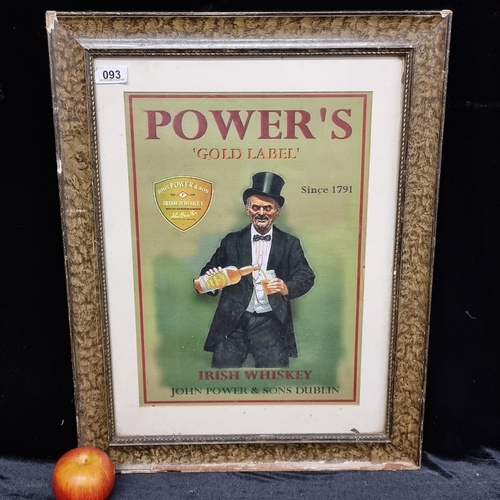 093
POWER'S
'GOLD LABEL'
Since 1791
JOHN POWER & SON
IRISH WHISKEY
IRISH WHISKEY
JOHN POWER & SONS DUBLIN